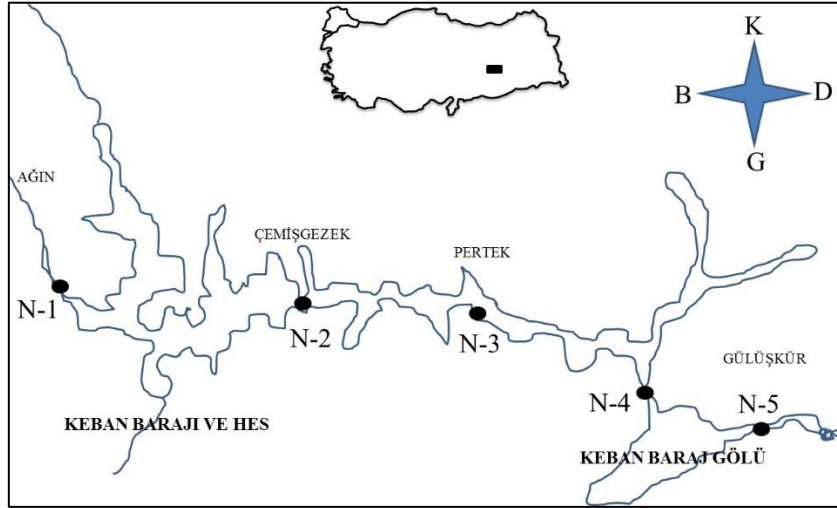 K
B
D
G
AĞIN
ÇEMİŞGEZEK
PERTEK
N-1
N-2
N-3
GÜLÜŞKÜR
N-4
N-5
KEBAN BARAJI VE HES
KEBAN BARAJ GÖLÜ